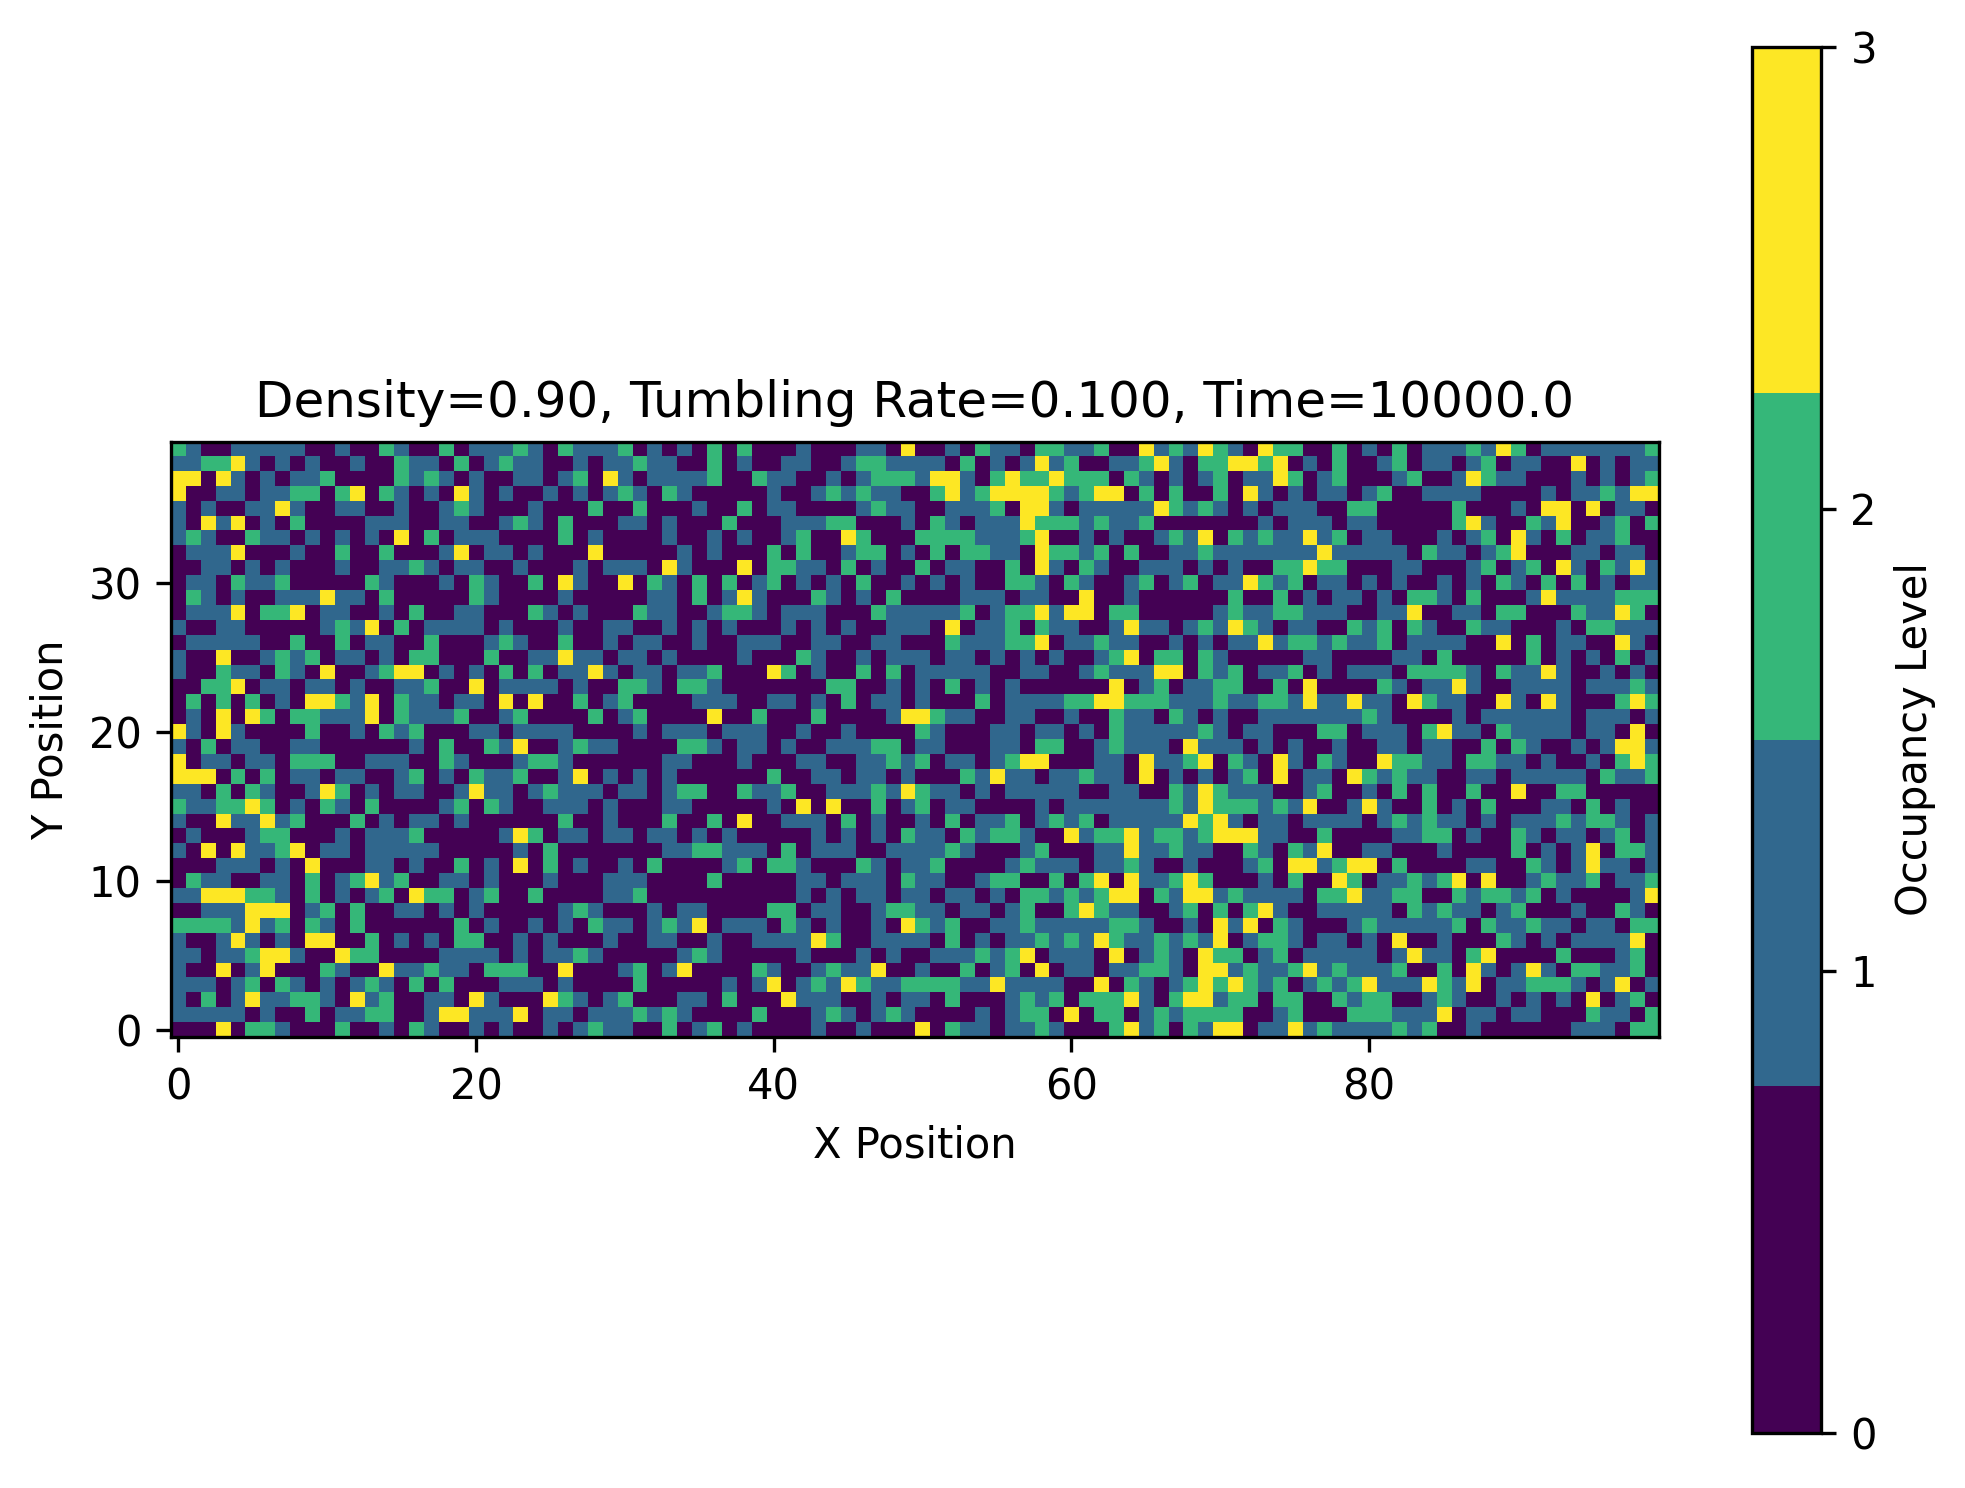 Density=0.90, Tumbling Rate=0.100, Time=10000.0
3
2
1
0
Occupancy Level
30
20
10
0
Y Position
0 20 40 60 80
X Position